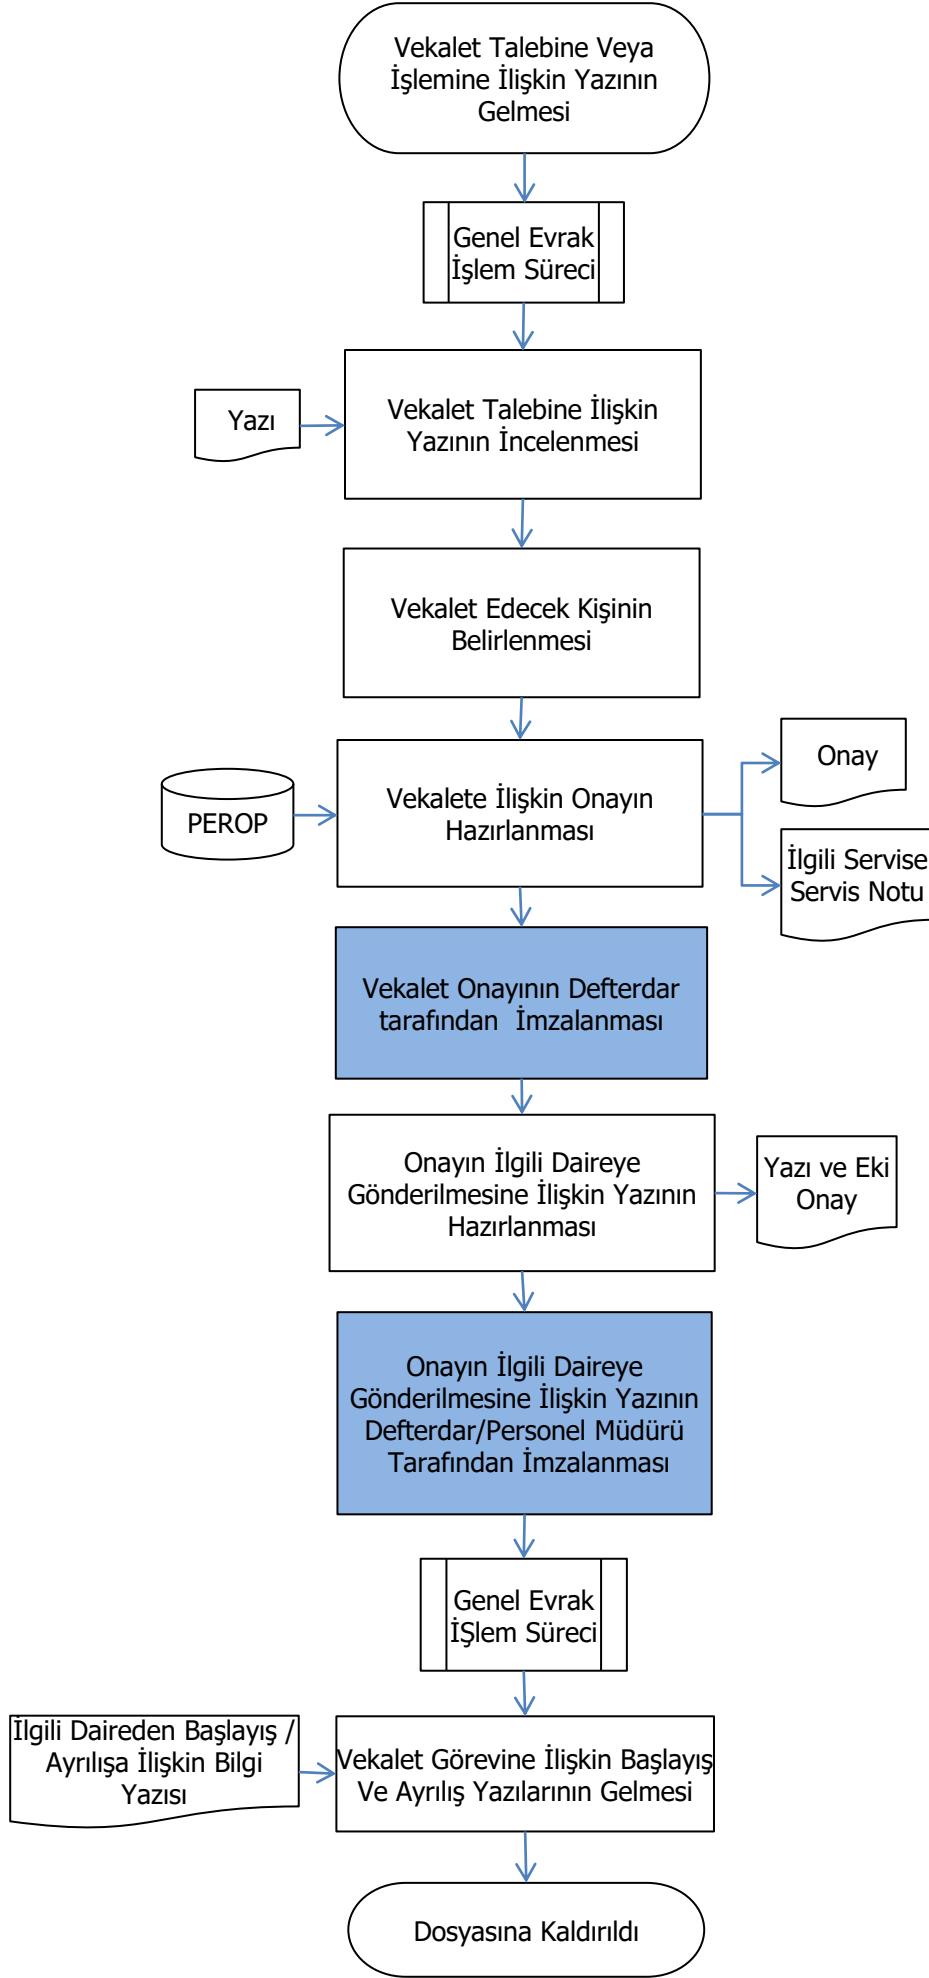 Vekalet Talebine Veya
İşlemine İlişkin Yazının
Gelmesi
Genel Evrak
İşlem Süreci
Yazı
Vekalet Talebine İlişkin
Yazının İncelenmesi
Vekalet Edecek Kişinin
Belirlenmesi
PEROP
Vekalete İlişkin Onayın
Hazırlanması
Onay
İlgili Servise
Servis Notu
Vekalet Onayının Defterdar
tarafından İmzalanması
Onayın İlgili Daireye
Gönderilmesine İlişkin Yazının
Hazırlanması
Yazı ve Eki
Onay
Onayın İlgili Daireye
Gönderilmesine İlişkin Yazının
Defterdar/Personel Müdürü
Tarafından İmzalanması
Genel Evrak
İŞlem Süreci
İlgili Daireden Başlayış /
Ayrılışa İlişkin Bilgi
Yazısı
Vekalet Görevine İlişkin Başlayış
Ve Ayrılış Yazılarının Gelmesi
Dosyasına Kaldırıldı